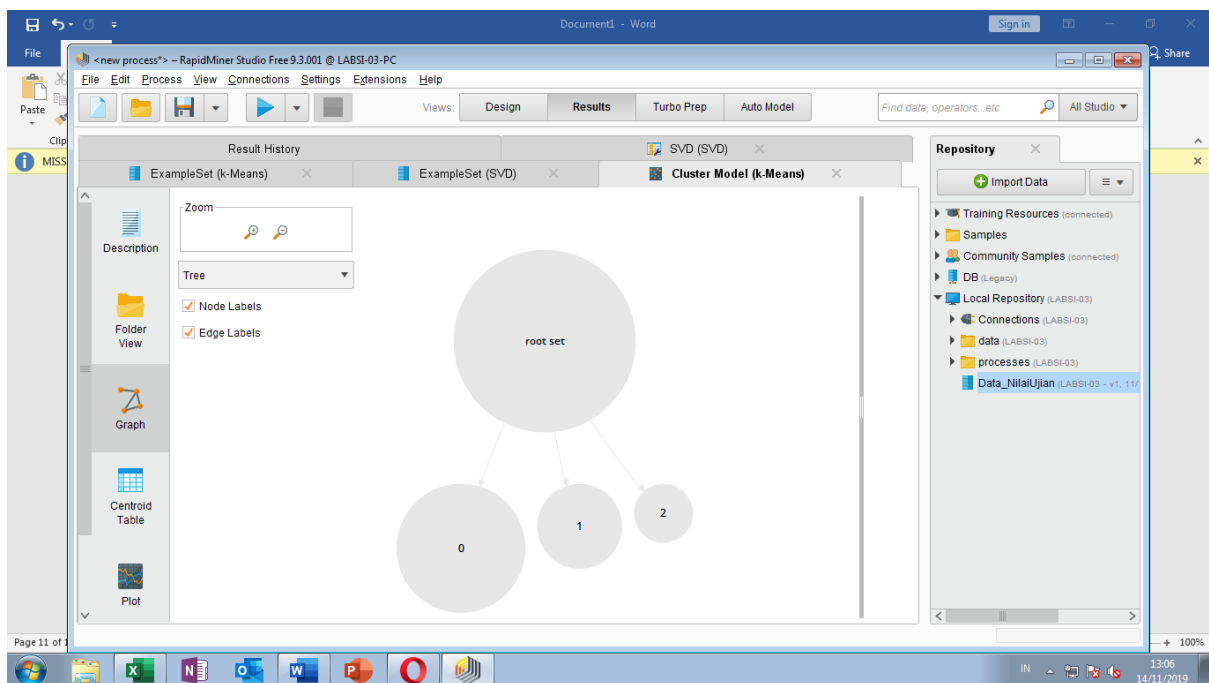 Document1 - Word
Sign in
File
Share
<new process*> – RapidMiner Studio Free 9.3.001 @ LABSI-03-PC
File Edit Process View Connections Settings Extensions Help
Paste
Views:
Design
Results
Turbo Prep
Auto Model
Find data, operators...etc
All Studio
Clip
MISS
Result History
SVD (SVD)
ExampleSet (k-Means)
ExampleSet (SVD)
Cluster Model (k-Means)
Repository
Import Data
Description
Folder
View
Graph
Centroid
Table
Plot
Zoom
Tree
Node Labels
Edge Labels
root set
0
1
2
Training Resources (connected)
Samples
Community Samples (connected)
DB (Legacy)
Local Repository (LABSI-03)
Connections (LABSI-03)
data (LABSI-03)
processes (LABSI-03)
Data_NilaiUjian (LABSI-03 - v1, 11/
Page 11 of 1
100%
IN
13:06
14/11/2019